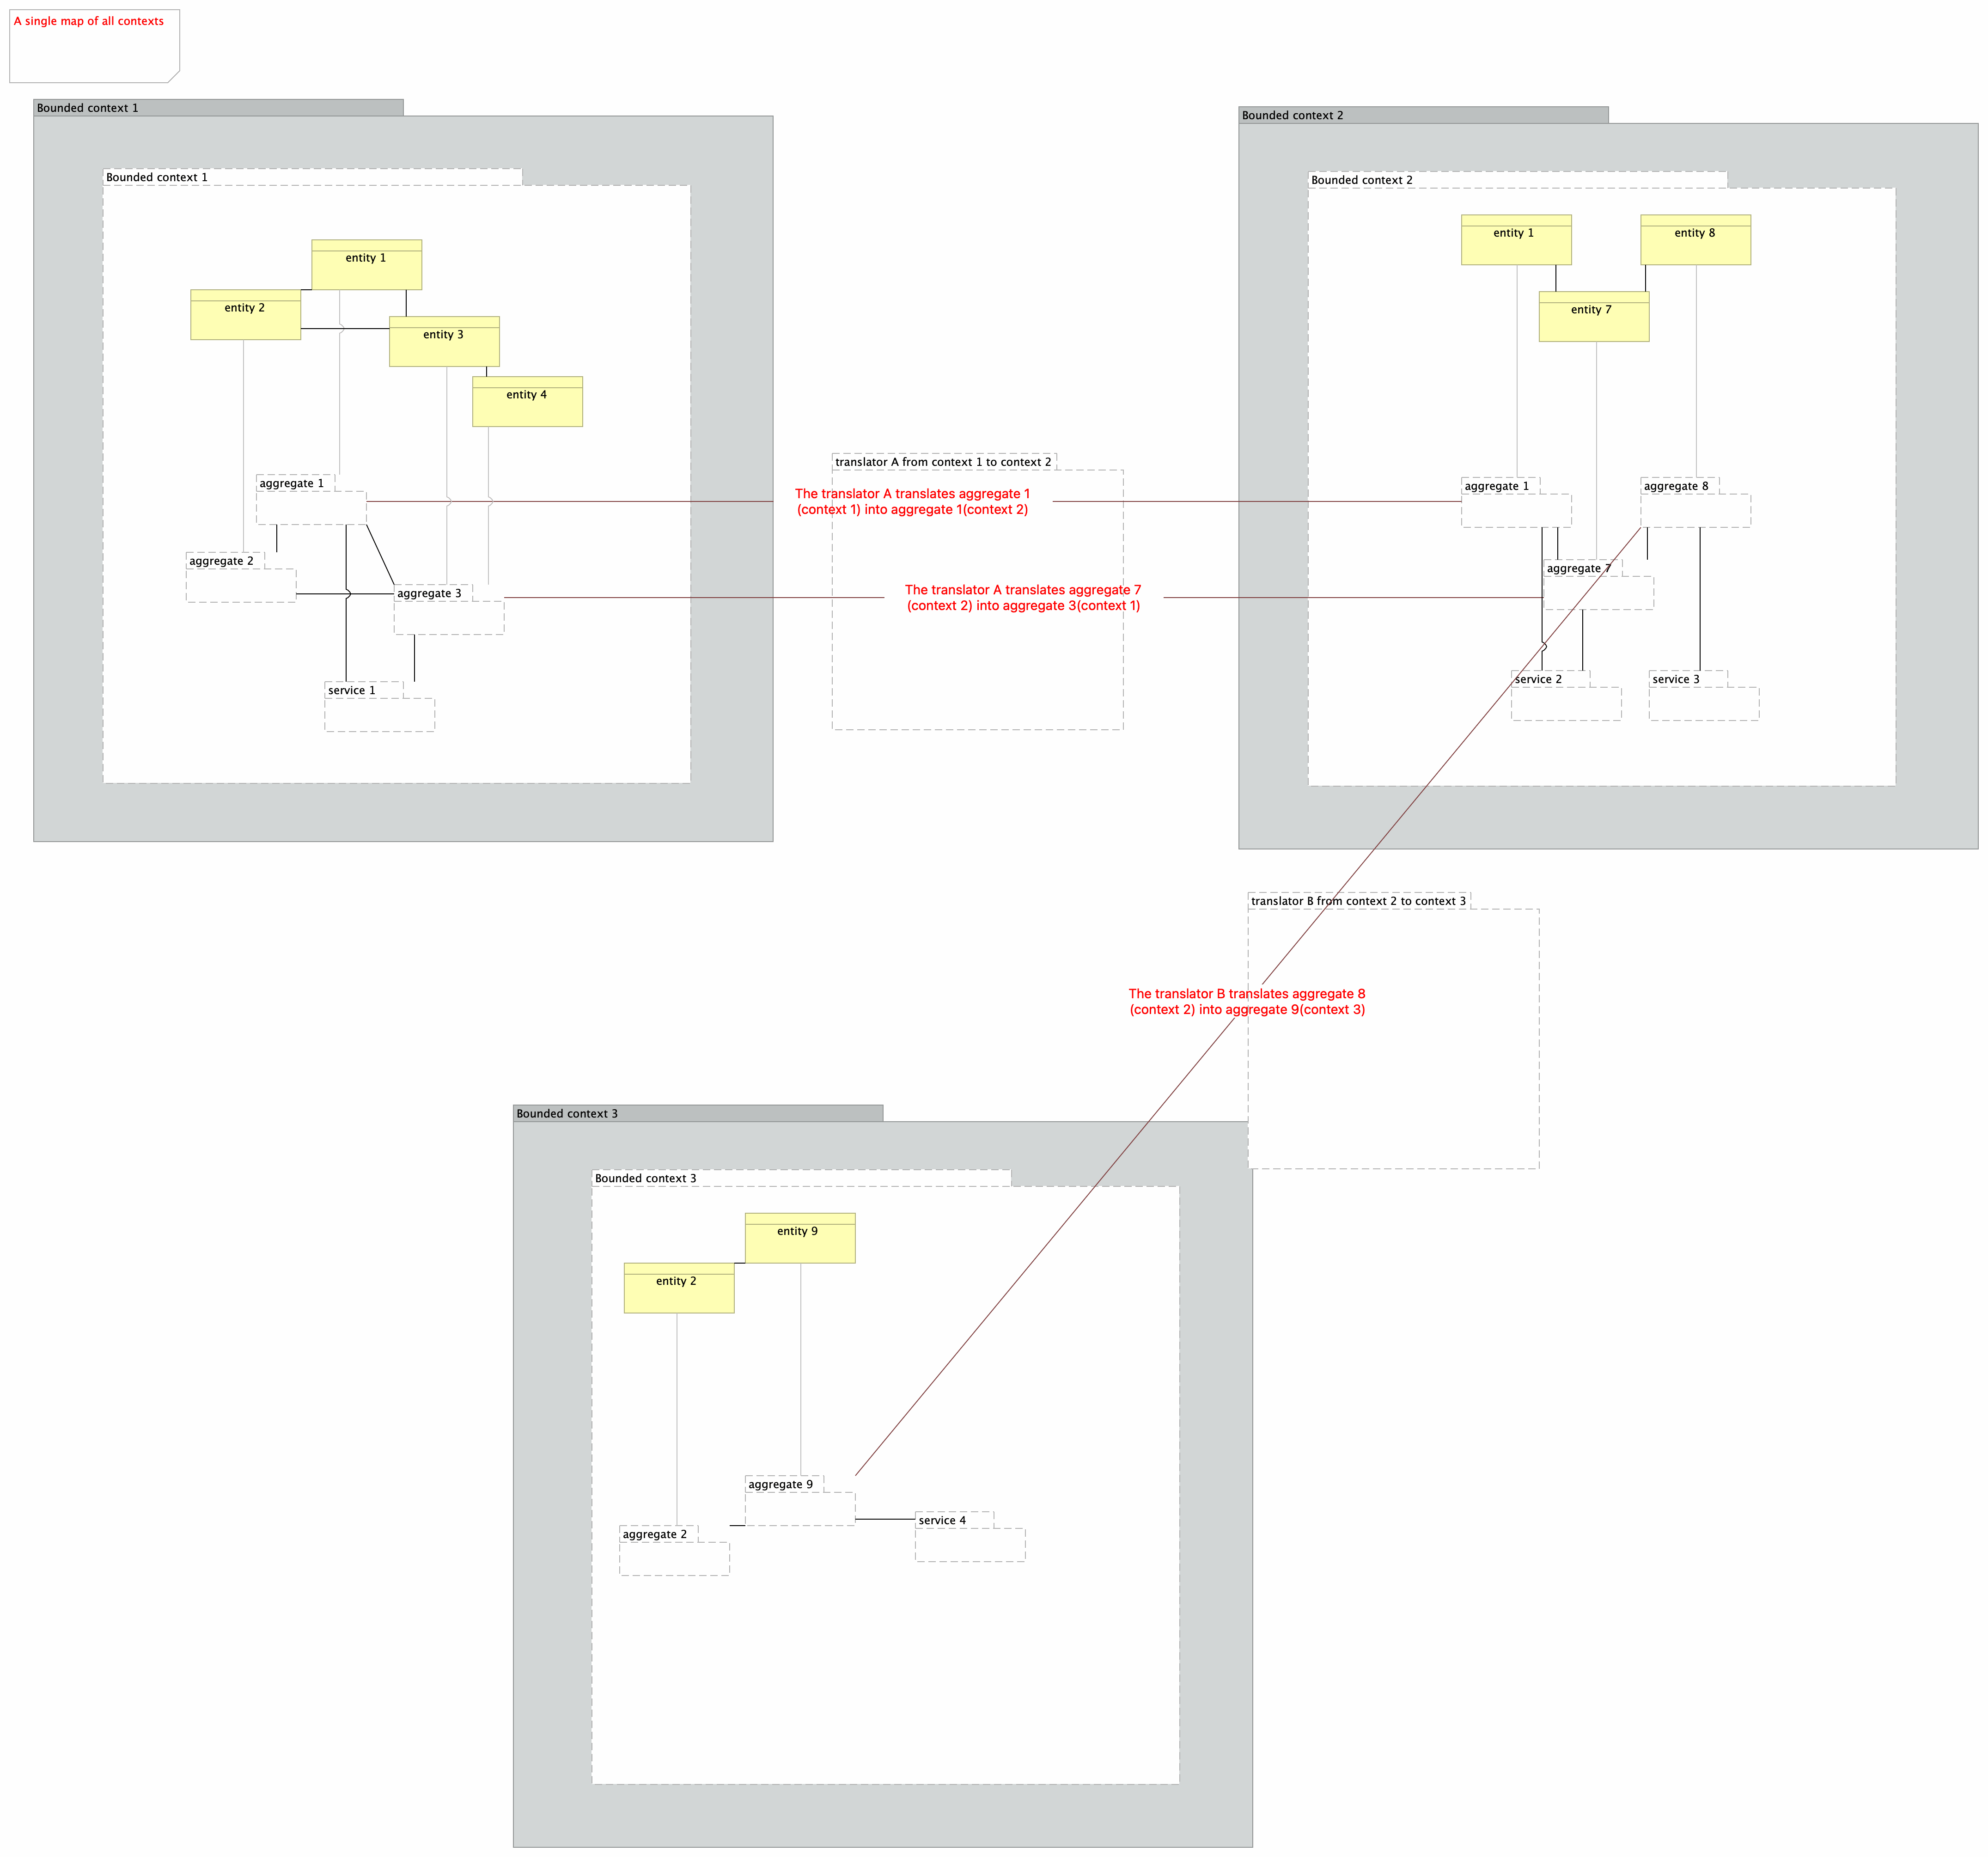 A single map of all contexts
Bounded context 1
Bounded context 1
entity 1
entity 2
entity 3
entity 4
aggregate 1
aggregate 2
aggregate 3
service 1
translator A from context 1 to context 2
The translator A translates aggregate 1
(context 1) into aggregate 1(context 2)
The translator A translates aggregate 7
(context 2) into aggregate 3(context 1)
Bounded context 2
Bounded context 2
entity 1
entity 8
entity 7
aggregate 1
aggregate 8
aggregate 7
service 2
service 3
translator B from context 2 to context 3
The translator B translates aggregate 8
(context 2) into aggregate 9(context 3)
Bounded context 3
Bounded context 3
entity 9
entity 2
aggregate 9
aggregate 2
service 4